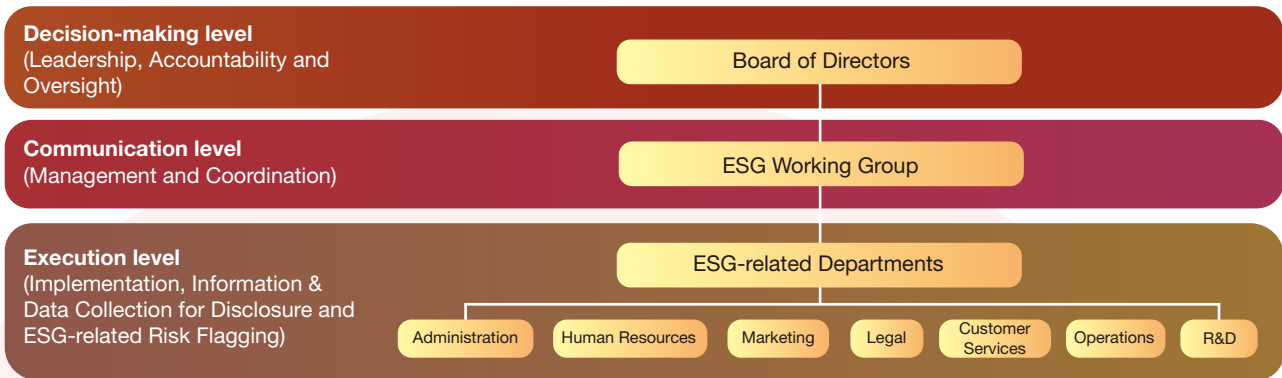 Decision-making level
(Leadership, Accountability and
Oversight)
Board of Directors
Communication level
(Management and Coordination)
ESG Working Group
Execution level
(Implementation, Information &
Data Collection for Disclosure and
ESG-related Risk Flagging)
ESG-related Departments
Administration
Human Resources
Marketing
Legal
Customer
Services
Operations
R&D